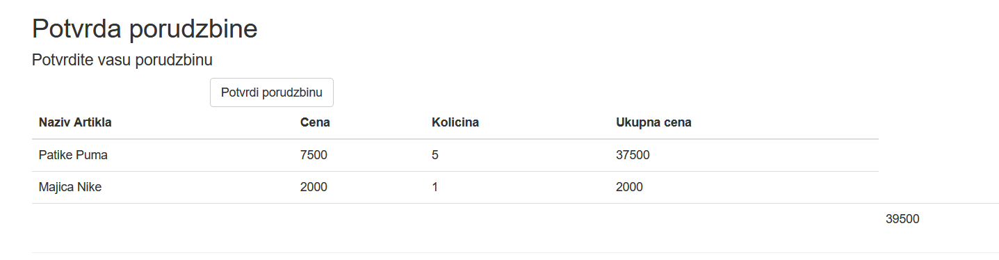 Potvrda porudzbine
Potvrdite vasu porudzbinu
Potvrdi porudzbinu
Naziv Artikla Cena Kolicina Ukupna cena
Patike Puma 7500 5 37500
Majica Nike 2000 1 2000
39500